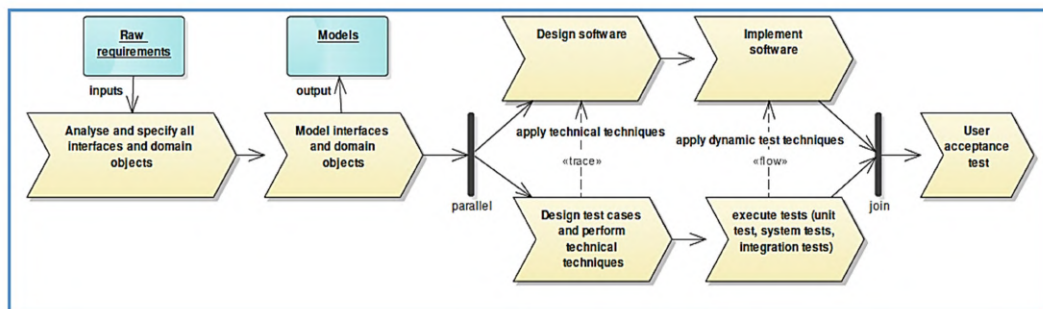 Raw
requirements
Models
inputs
output
Analyse and specify all
interfaces and domain
objects
Model interfaces
and domain
objects
parallel
Design software
Implement
software
apply technical techniques
«trace»
apply dynamic test techniques
«flow»
Design test cases
and perform
technical
techniques
execute tests (unit
test, system tests,
integration tests)
join
User
acceptance
test